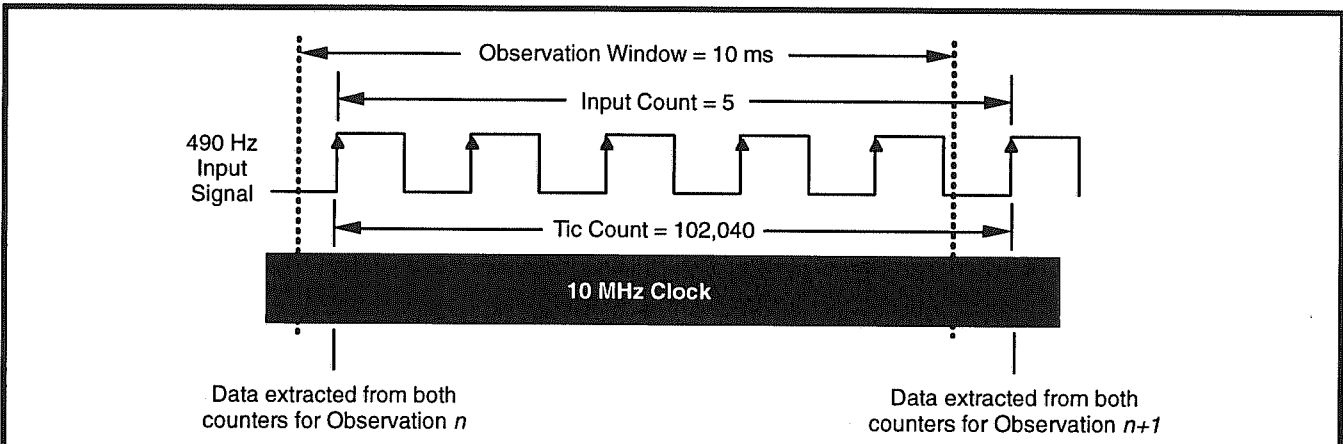 Observation Window = 10 ms
Input Count = 5
490 Hz
Input
Signal
Tic Count = 102,040
10 MHz Clock
Data extracted from both
counters for Observation n
Data extracted from both
counters for Observation n+1